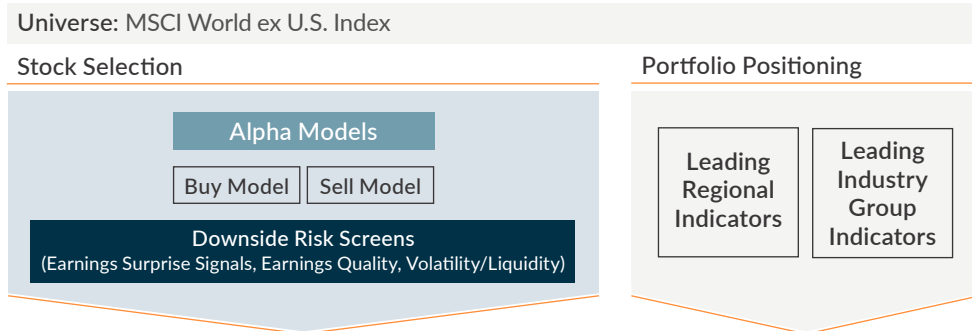 Universe: MSCI World ex U.S. Index
Stock Selection
Alpha Models
Buy Model
Sell Model
Downside Risk Screens
(Earnings Surprise Signals, Earnings Quality, Volatility/Liquidity)
Portfolio Positioning
Leading
Regional
Indicators
Leading
Industry
Group
Indicators